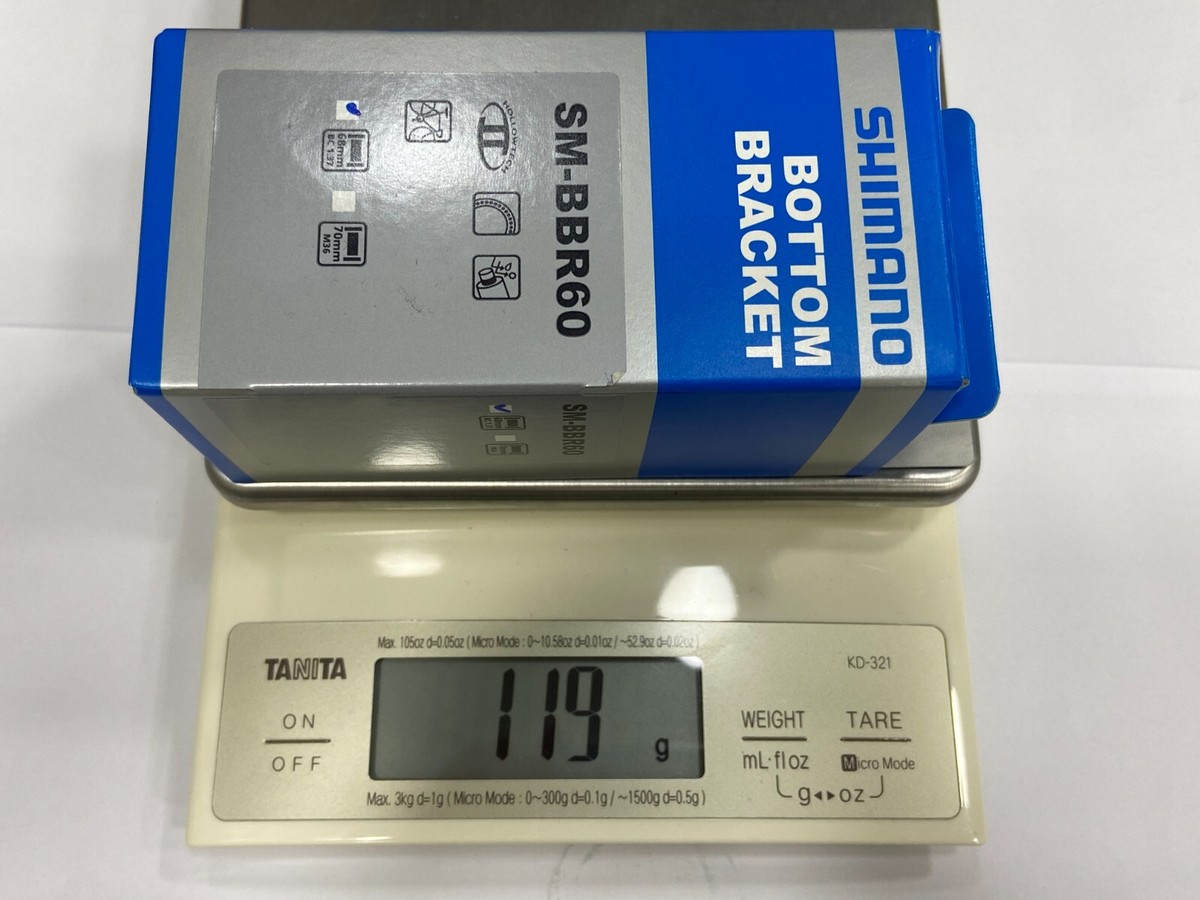 SHIMANO
BOTTOM
BRACKET
SM-BBR60
HOLLOWTECH
II
68mm
BC 1.37
70mm
M36
SM-BBR60
Max. 105oz d=0.05oz ( Micro Mode : 0~10.58oz d=0.01oz / ~52.9oz d=0.02oz )
TANITA
KD-321
ON
OFF
119 g
WEIGHT
TARE
mL·fl oz
Micro Mode
g◂▸oz
Max. 3kg d=1g ( Micro Mode : 0~300g d=0.1g / ~1500g d=0.5g )